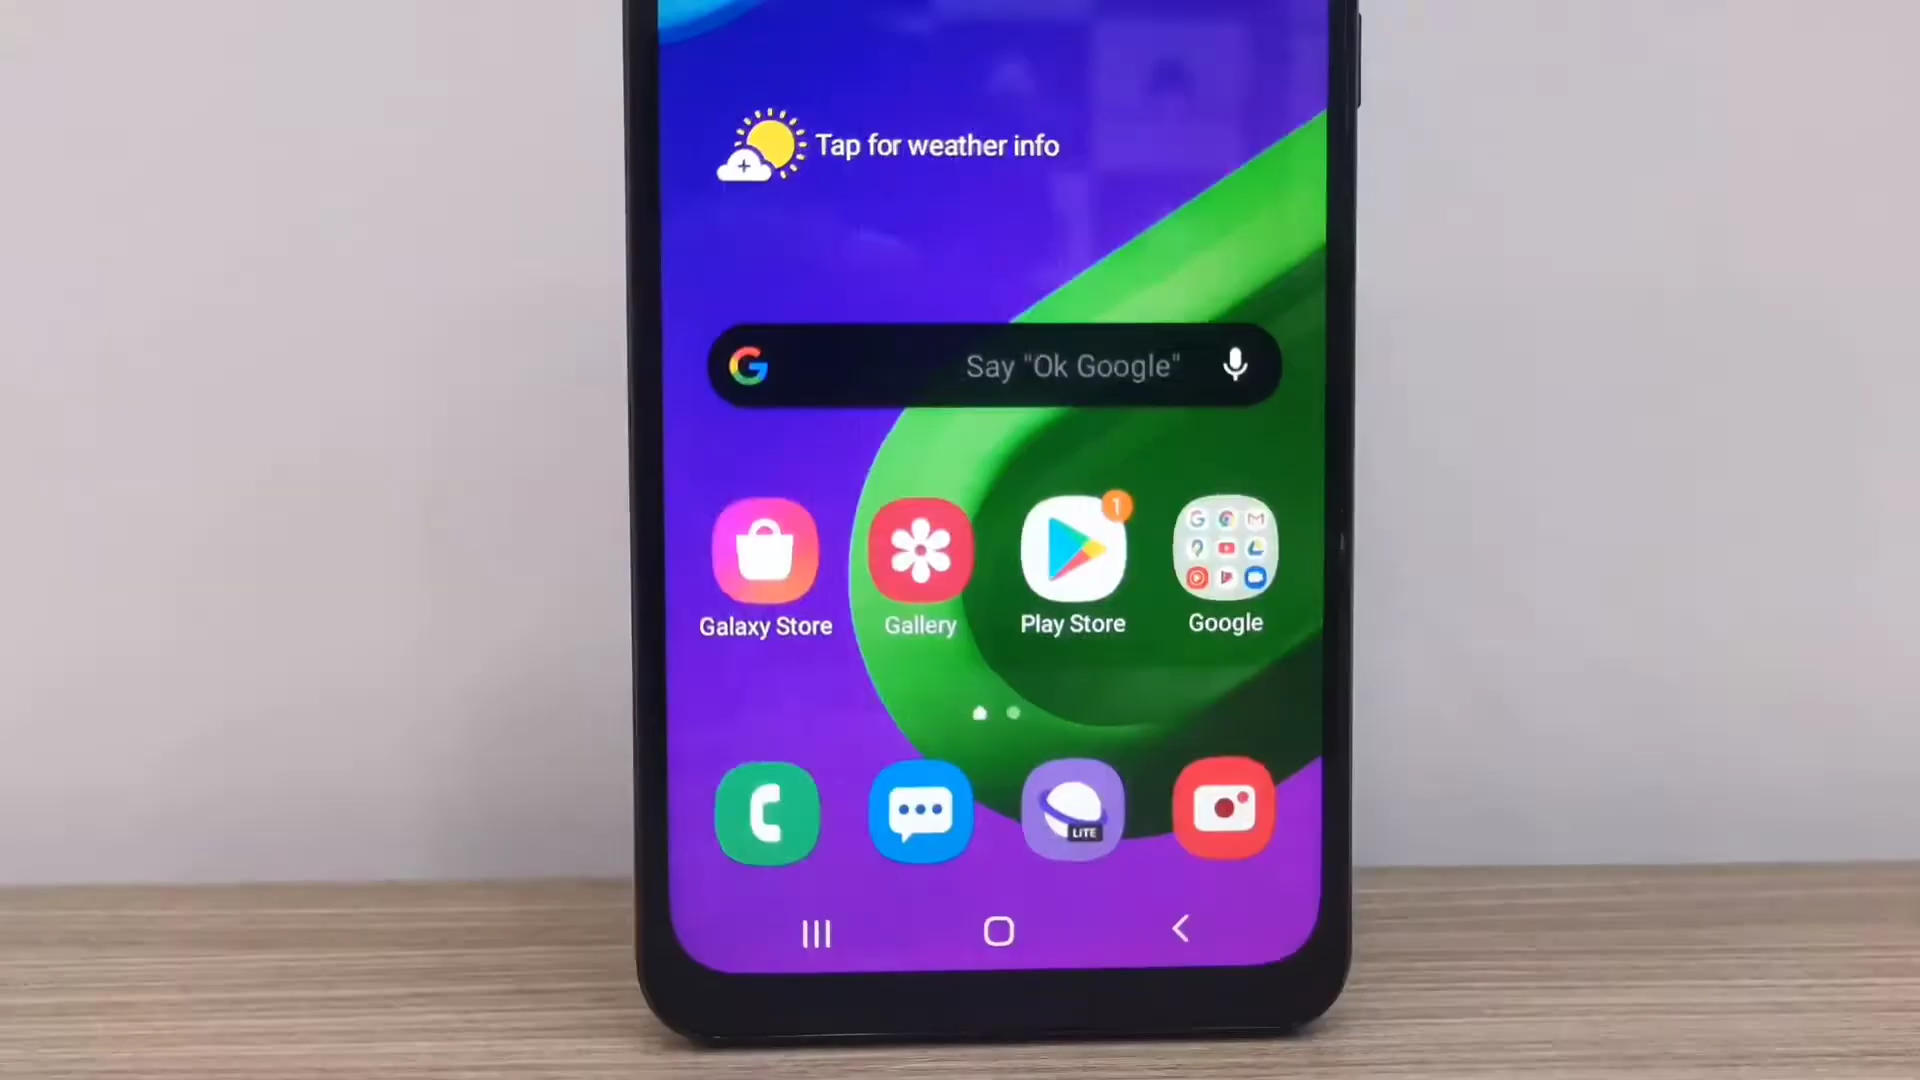 Tap for weather info
Say "Ok Google"
1
Galaxy Store
Gallery
Play Store
Google
LITE